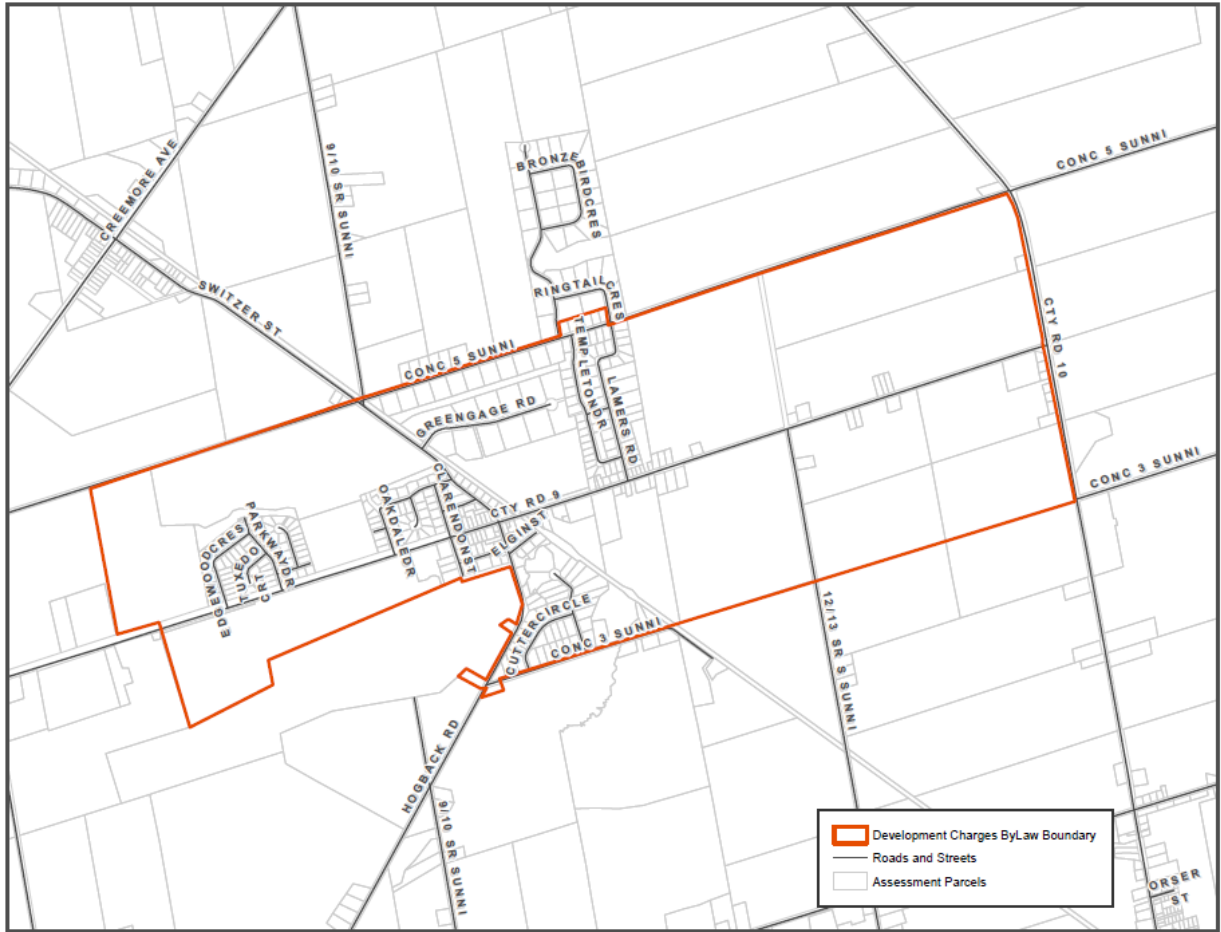 CREEMORE AVE
9/10 SR SUNNI
BRONZE
BIRDCRES
CONC 5 SUNNI
SWITZER ST
RINGTAIL
CRES
TEMPLETONDR
CTY RD 10
CONC 5 SUNNI
LAMERS RD
GREENGAGE RD
CONC 3 SUNNI
CLARENDONST
OAKDALEDR
CTY RD 9
ELGINST
PARKWAYDR
EDGEWOODCRES
TUXEDO
CRT
CUTTERCIRCLE
CONC 3 SUNNI
12/13 SR S SUNNI
HOGBACK RD
9/10 SR SUNNI
Development Charges ByLaw Boundary
Roads and Streets
Assessment Parcels
ORSER
ST